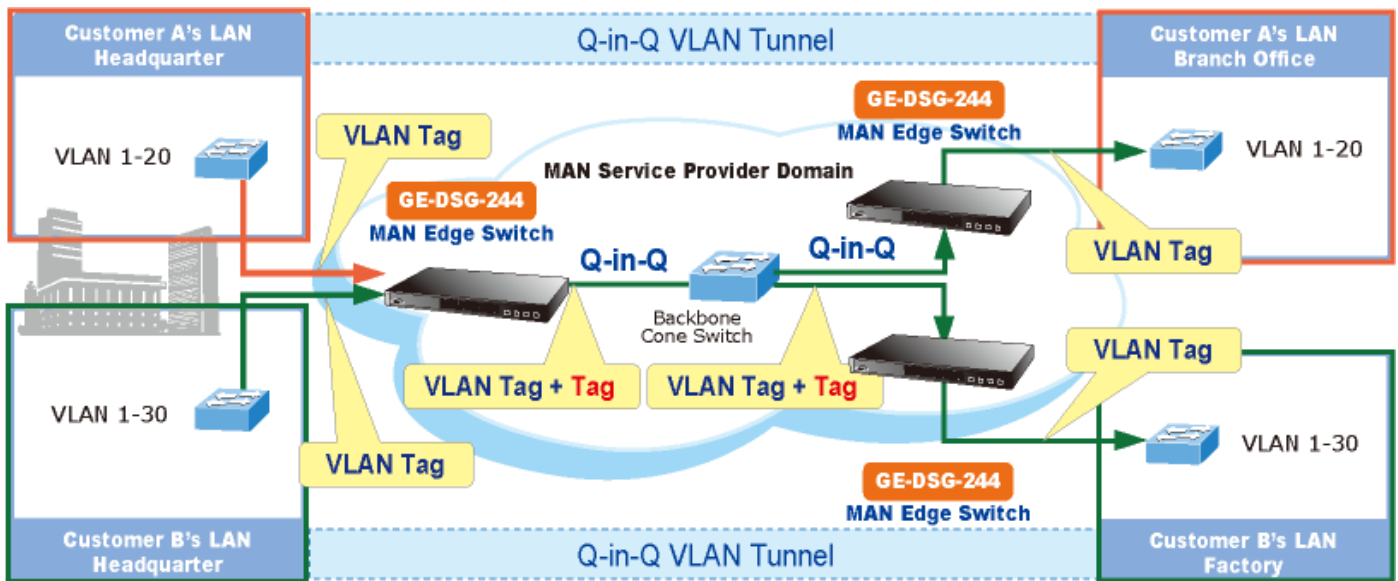 Customer A's LAN
Headquarter
Q-in-Q VLAN Tunnel
Customer A's LAN
Branch Office
VLAN 1-20
VLAN Tag
GE-DSG-244
MAN Edge Switch
MAN Service Provider Domain
VLAN 1-20
GE-DSG-244
MAN Edge Switch
Q-in-Q
Q-in-Q
VLAN Tag
Backbone
Cone Switch
VLAN Tag + Tag
VLAN Tag + Tag
VLAN Tag
VLAN 1-30
VLAN Tag
VLAN 1-30
GE-DSG-244
MAN Edge Switch
Customer B's LAN
Headquarter
Q-in-Q VLAN Tunnel
Customer B's LAN
Factory